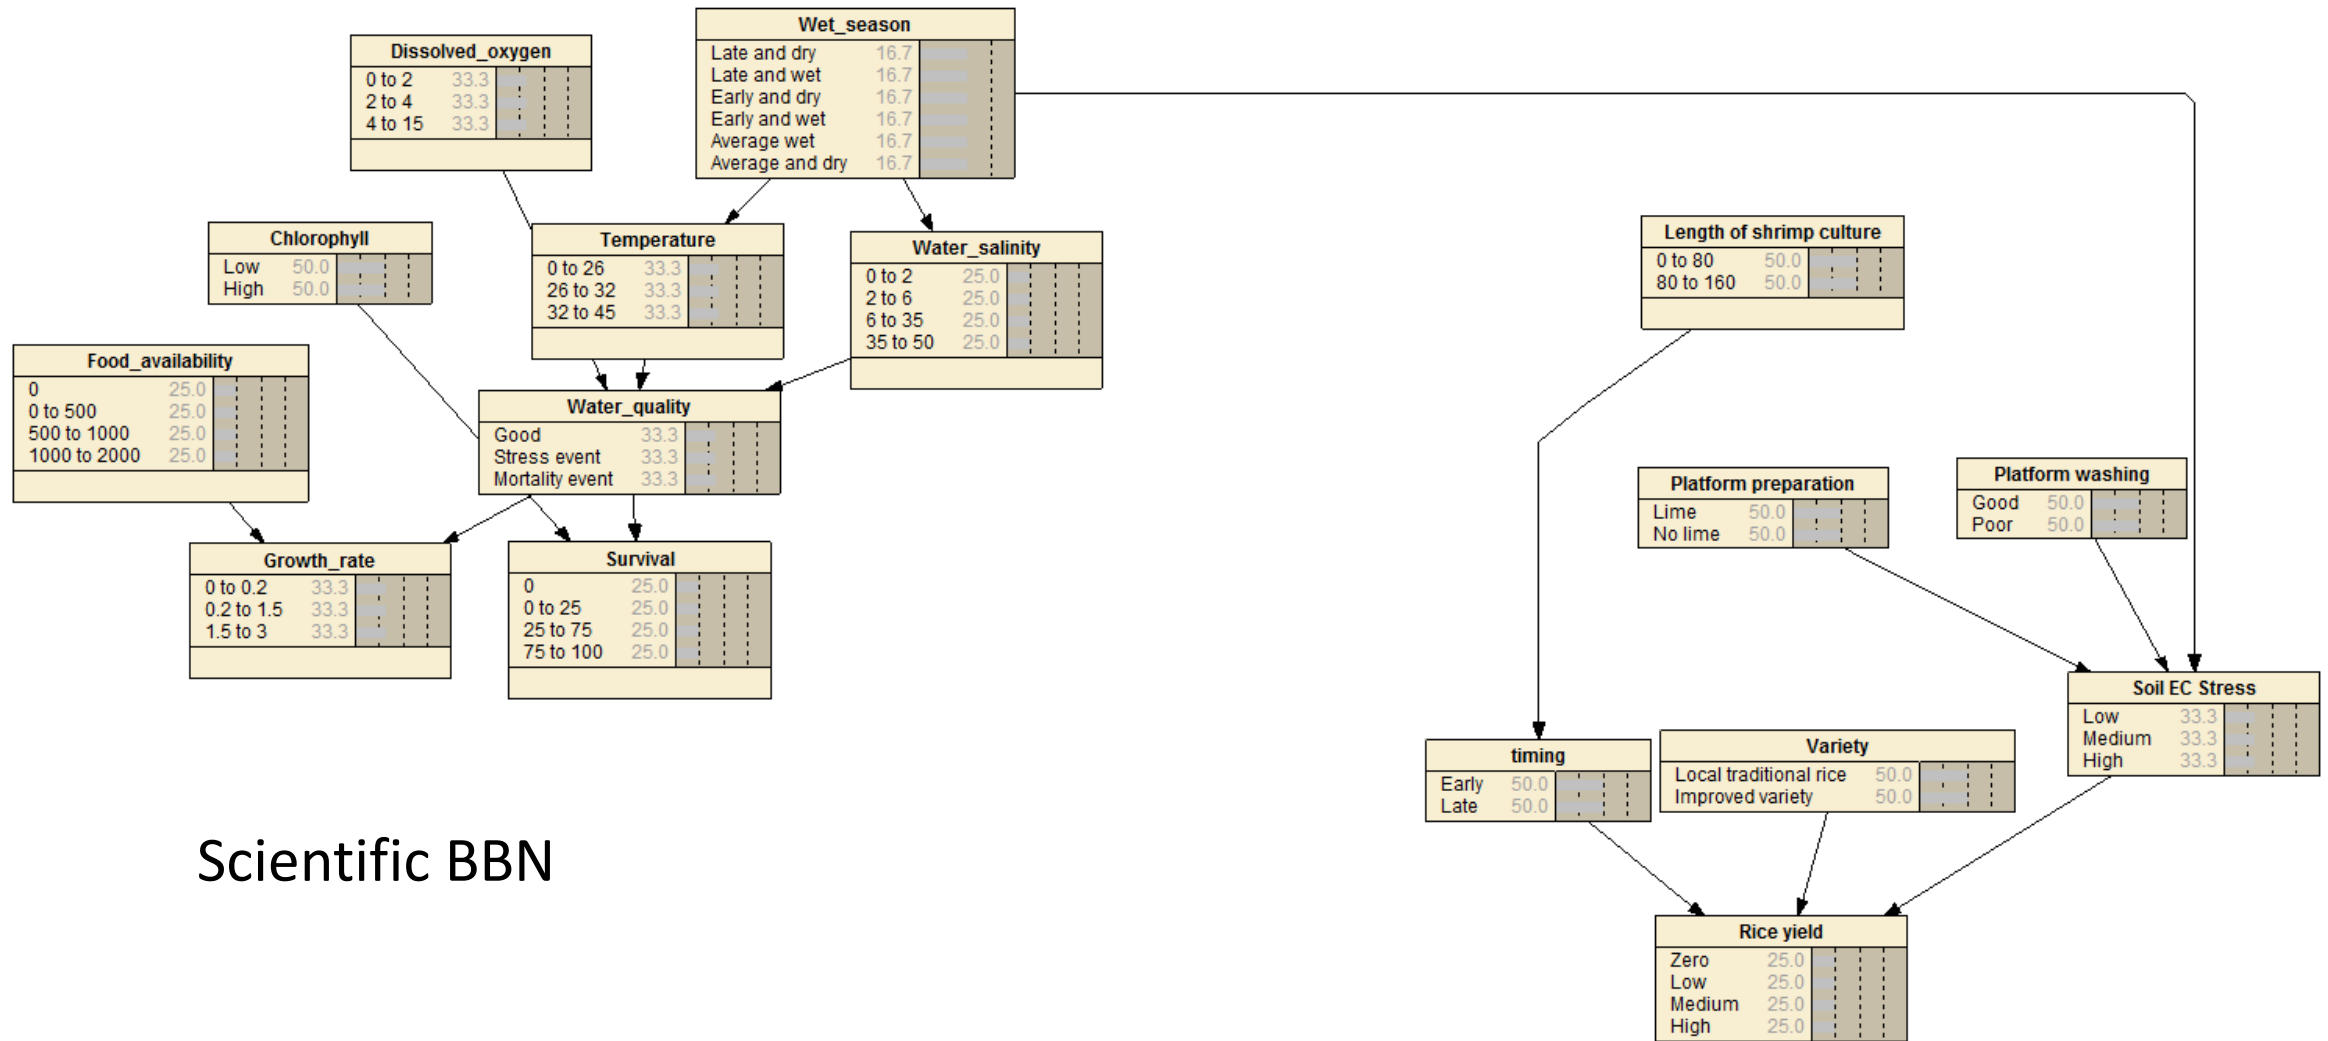 Wet_season
Late and dry 16.7
Late and wet 16.7
Early and dry 16.7
Early and wet 16.7
Average wet 16.7
Average and dry 16.7
Dissolved_oxygen
0 to 2 33.3
2 to 4 33.3
4 to 15 33.3
Chlorophyll
Low 50.0
High 50.0
Temperature
0 to 26 33.3
26 to 32 33.3
32 to 45 33.3
Water_salinity
0 to 2 25.0
2 to 6 25.0
6 to 35 25.0
35 to 50 25.0
Length of shrimp culture
0 to 80 50.0
80 to 160 50.0
Food_availability
0 25.0
0 to 500 25.0
500 to 1000 25.0
1000 to 2000 25.0
Water_quality
Good 33.3
Stress event 33.3
Mortality event 33.3
Platform preparation
Lime 50.0
No lime 50.0
Platform washing
Good 50.0
Poor 50.0
Growth_rate
0 to 0.2 33.3
0.2 to 1.5 33.3
1.5 to 3 33.3
Survival
0 25.0
0 to 25 25.0
25 to 75 25.0
75 to 100 25.0
Soil EC Stress
Low 33.3
Medium 33.3
High 33.3
timing
Early 50.0
Late 50.0
Variety
Local traditional rice 50.0
Improved variety 50.0
Scientific BBN
Rice yield
Zero 25.0
Low 25.0
Medium 25.0
High 25.0